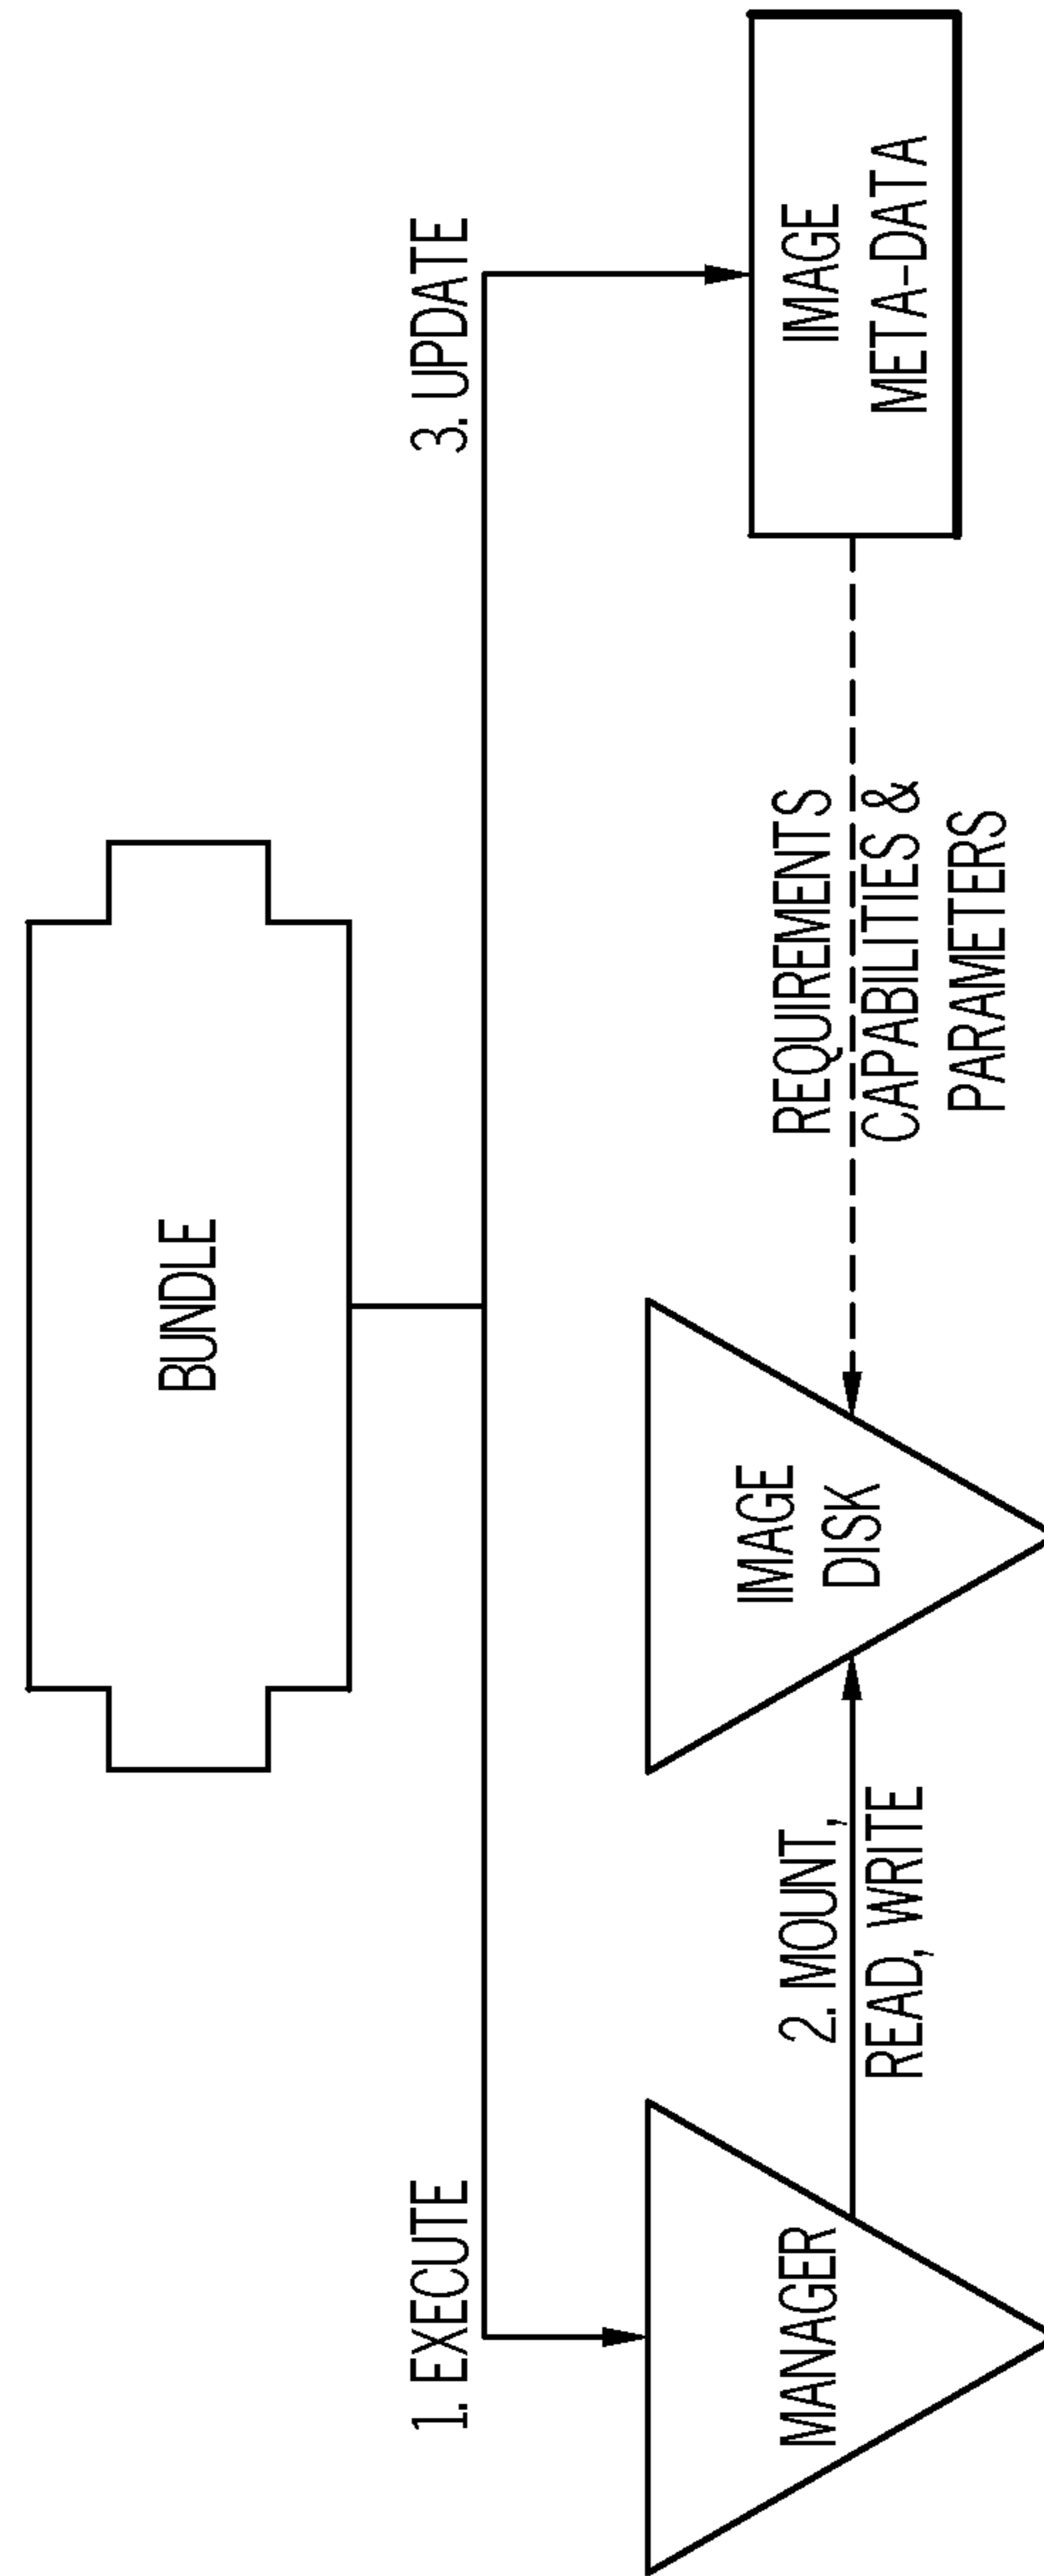 BUNDLE
1. EXECUTE
3. UPDATE
MANAGER
2. MOUNT,
READ, WRITE
IMAGE
DISK
REQUIREMENTS
CAPABILITIES &
PARAMETERS
IMAGE
META-DATA